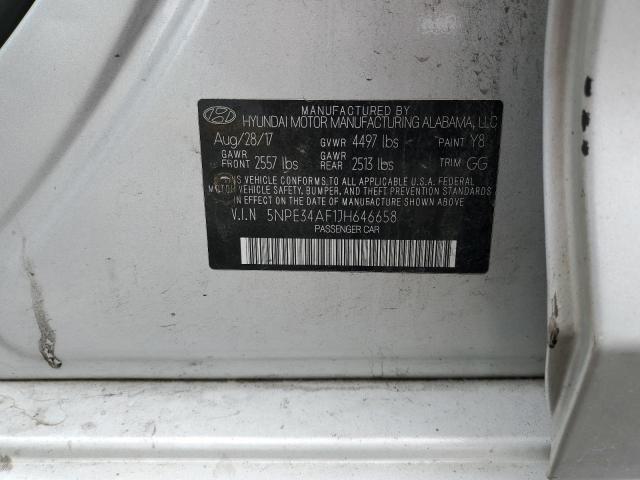 MANUFACTURED BY
HYUNDAI MOTOR MANUFACTURING ALABAMA, LLC
Aug/28/17 GVWR 4497 lbs PAINT Y8
GAWR FRONT 2557 lbs GAWR REAR 2513 lbs TRIM GG
VEHICLE CONFORMS TO ALL APPLICABLE U.S.A. FEDERAL
MOTOR VEHICLE SAFETY, BUMPER, AND THEFT PREVENTION
STANDARDS IN EFFECT ON THE DATE OF MANUFACTURE SHOWN ABOVE.
V.I.N 5NPE34AF1JH646658
PASSENGER CAR